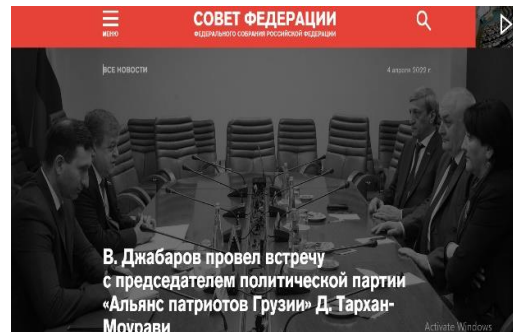 СОВЕТ ФЕДЕРАЦИИ
МЕНЮ
ФЕДЕРАЛЬНОГО СОБРАНИЯ РОССИЙСКОЙ ФЕДЕРАЦИИ
ВСЕ НОВОСТИ
4 апреля 2022 г.
В. Джабаров провел встречу
с председателем политической партии
«Альянс патриотов Грузии» Д. Тархан-
Моурави
Activate Windows